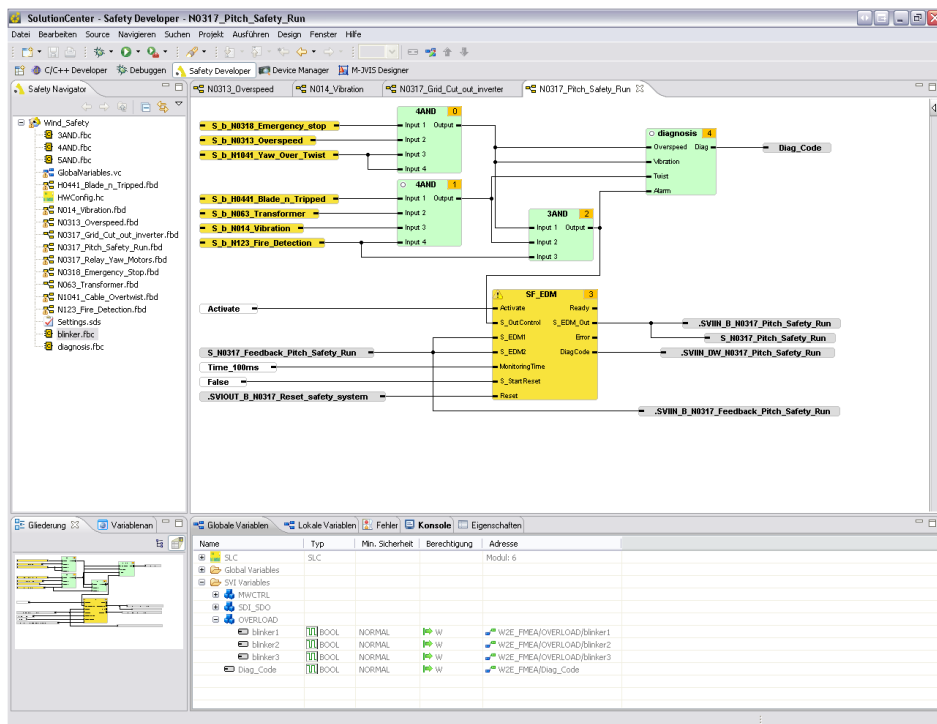 SolutionCenter - Safety Developer - N0317_Pitch_Safety_Run
Datei Bearbeiten Source Navigieren Suchen Projekt Ausführen Design Fenster Hilfe
C/C++ Developer Debuggen Safety Developer Device Manager M-JVIS Designer
Safety Navigator
N0313_Overspeed N014_Vibration N0317_Grid_Cut_out_inverter N0317_Pitch_Safety_Run
Wind_Safety
3AND.fbc
4AND.fbc
5AND.fbc
GlobalVariables.vc
H0441_Blade_n_Tripped.fbd
HWConfig.hc
N014_Vibration.fbd
N0313_Overspeed.fbd
N0317_Grid_Cut_out_inverter.fbd
N0317_Pitch_Safety_Run.fbd
N0317_Relay_Yaw_Motors.fbd
N0318_Emergency_Stop.fbd
N063_Transformer.fbd
N1041_Cable_Overtwist.fbd
N123_Fire_Detection.fbd
Settings.sds
blinker.fbc
diagnosis.fbc
4AND 0
S_b_N0318_Emergency_stop Input 1 Output
S_b_N0313_Overspeed Input 2
S_b_N1041_Yaw_Over_Twist Input 3
Input 4
diagnosis 4
Overspeed Diag Diag_Code
Vibration
Twist
Alarm
4AND 1
S_b_H0441_Blade_n_Tripped Input 1 Output
S_b_N063_Transformer Input 2
S_b_N014_Vibration Input 3
S_b_N123_Fire_Detection Input 4
3AND 2
Input 1 Output
Input 2
Input 3
SF_EDM 3
Activate Activate Ready
S_OutControl S_EDM_Out .SVIIN_B_N0317_Pitch_Safety_Run
S_EDM1 Error S_N0317_Pitch_Safety_Run
S_N0317_Feedback_Pitch_Safety_Run S_EDM2 DiagCode .SVIIN_DW_N0317_Pitch_Safety_Run
Time_100ms MonitoringTime
False S_StartReset
.SVIOUT_B_N0317_Reset_safety_system Reset
.SVIIN_B_N0317_Feedback_Pitch_Safety_Run
Gliederung Variablenan
Globale Variablen Lokale Variablen Fehler Konsole Eigenschaften
Name Typ Min. Sicherheit Berechtigung Adresse
SLC SLC Modul: 6
Global Variables
SVI Variables
MWCTRL
SDI_SDO
OVERLOAD
blinker1 BOOL NORMAL W W2E_FMEA/OVERLOAD/blinker1
blinker2 BOOL NORMAL W W2E_FMEA/OVERLOAD/blinker2
blinker3 BOOL NORMAL W W2E_FMEA/OVERLOAD/blinker3
Diag_Code BOOL NORMAL W W2E_FMEA/Diag_Code